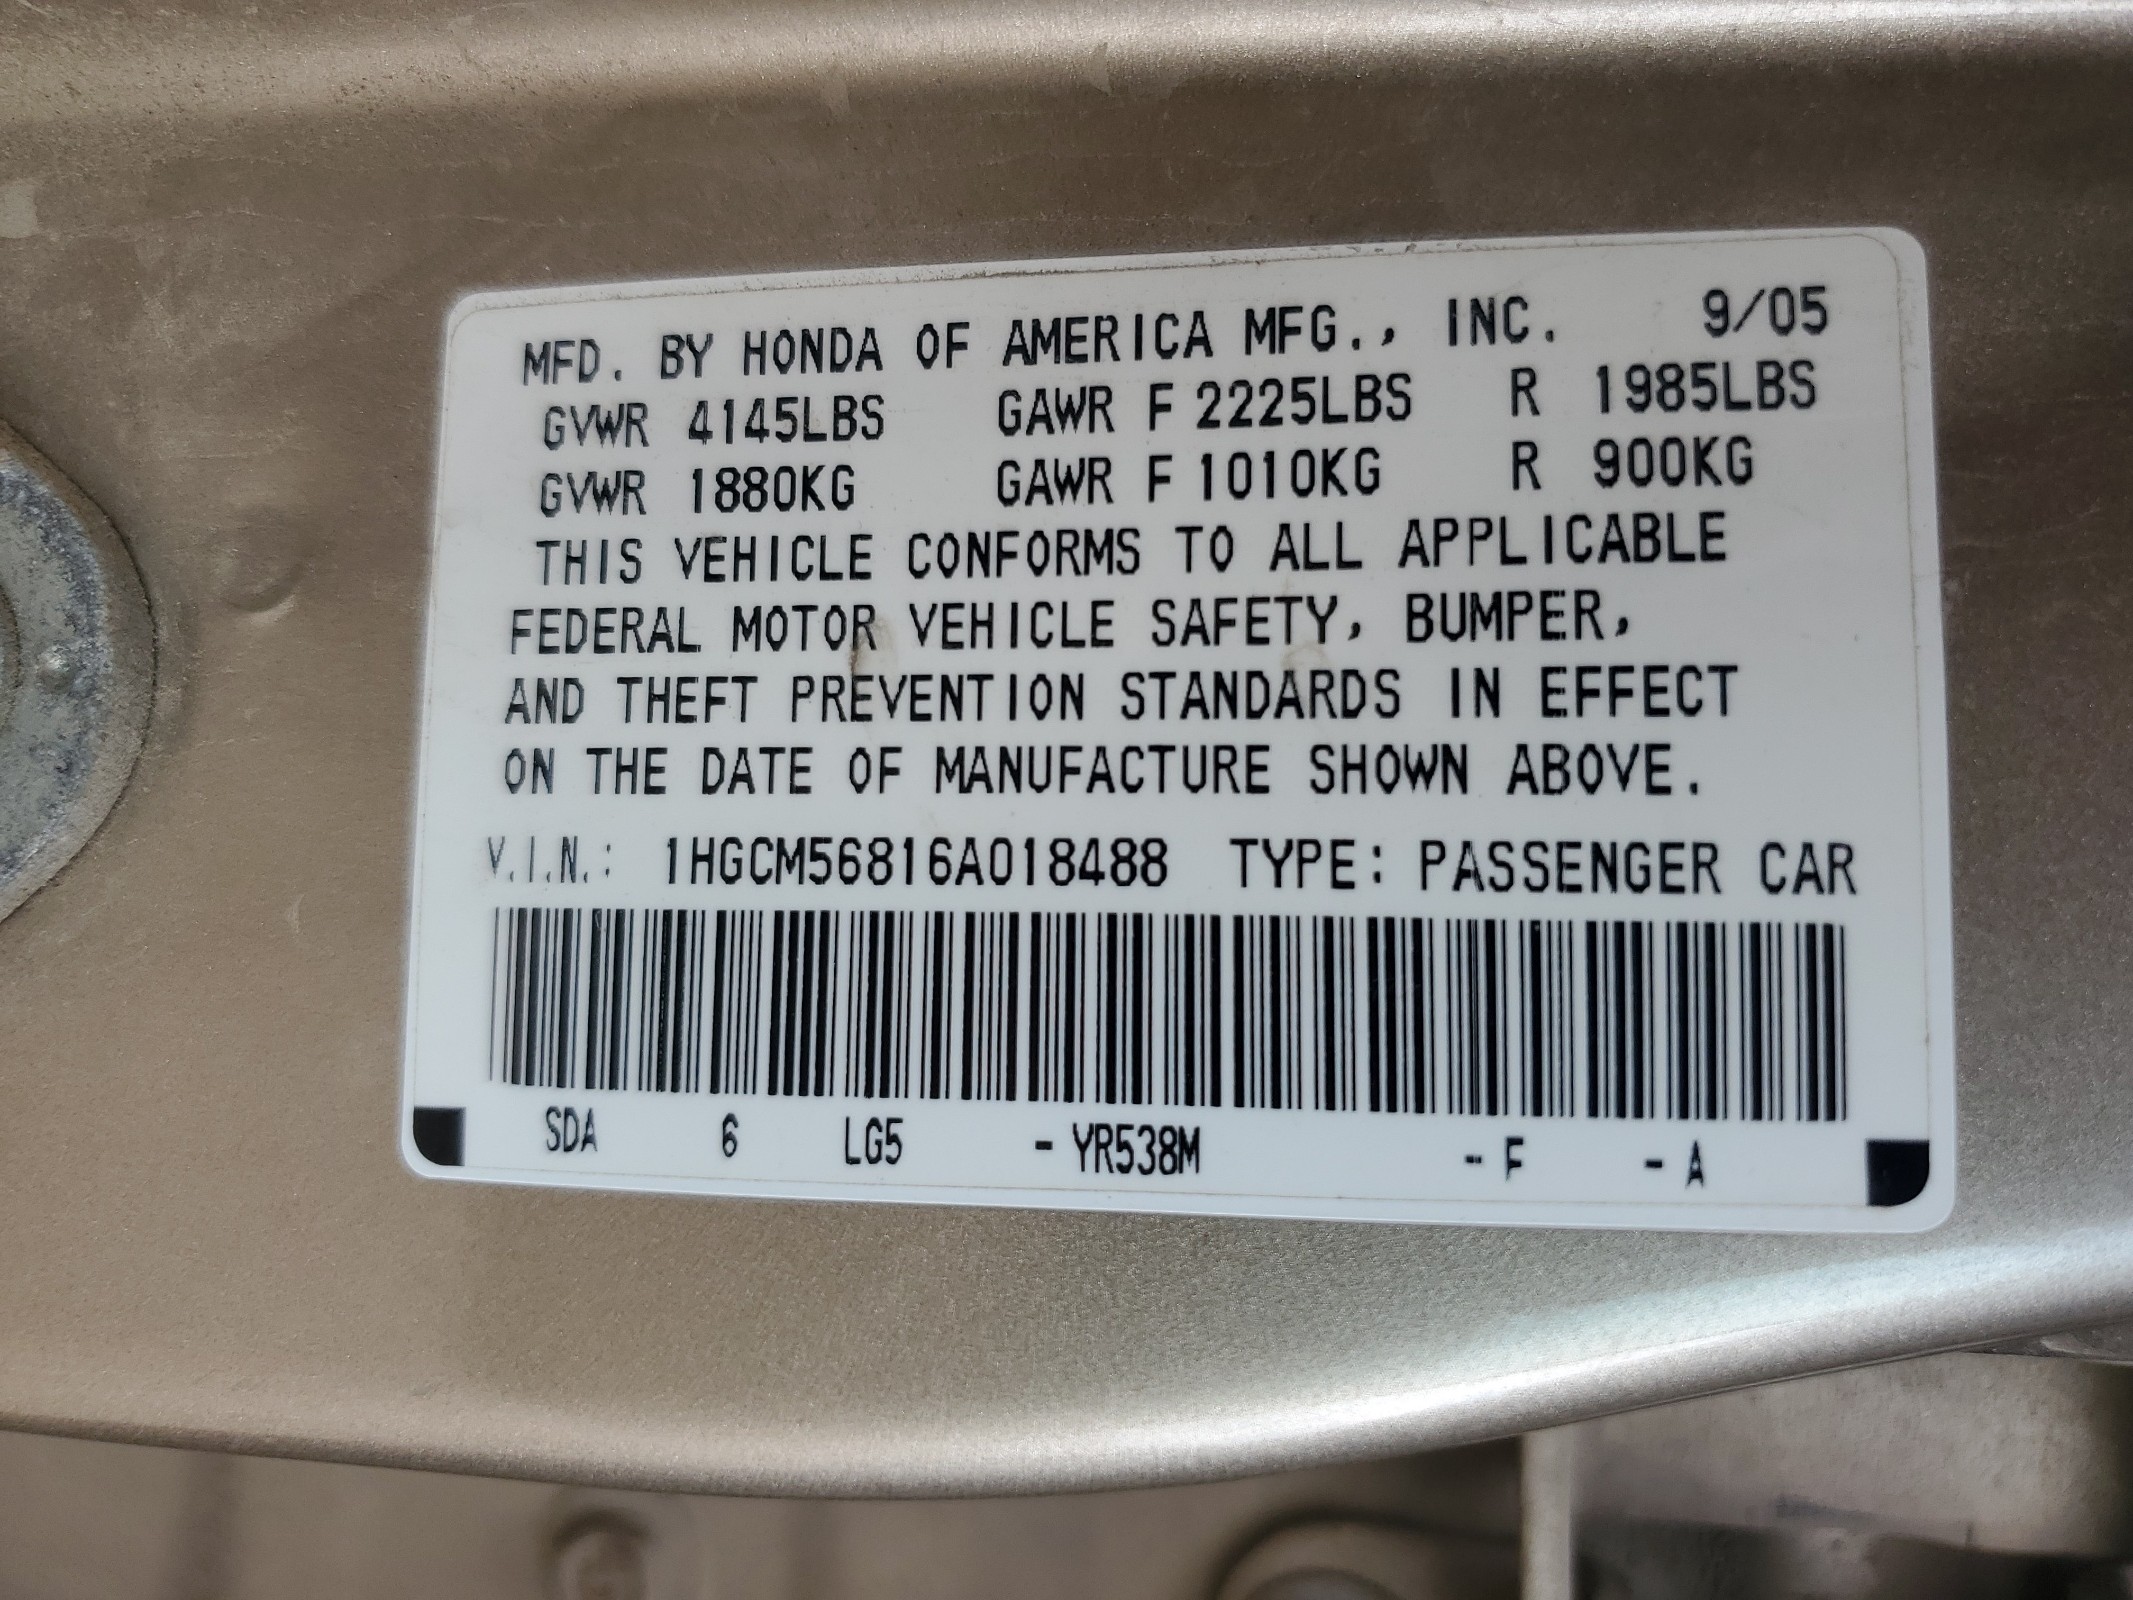 MFD. BY HONDA OF AMERICA MFG., INC. 9/05
GVWR 4145LBS GAWR F 2225LBS R 1985LBS
GVWR 1880KG GAWR F 1010KG R 900KG
THIS VEHICLE CONFORMS TO ALL APPLICABLE
FEDERAL MOTOR VEHICLE SAFETY, BUMPER,
AND THEFT PREVENTION STANDARDS IN EFFECT
ON THE DATE OF MANUFACTURE SHOWN ABOVE.
V.I.N.: 1HGCM56816A018488 TYPE: PASSENGER CAR
SDA 6 LG5 - YR538M - F - A